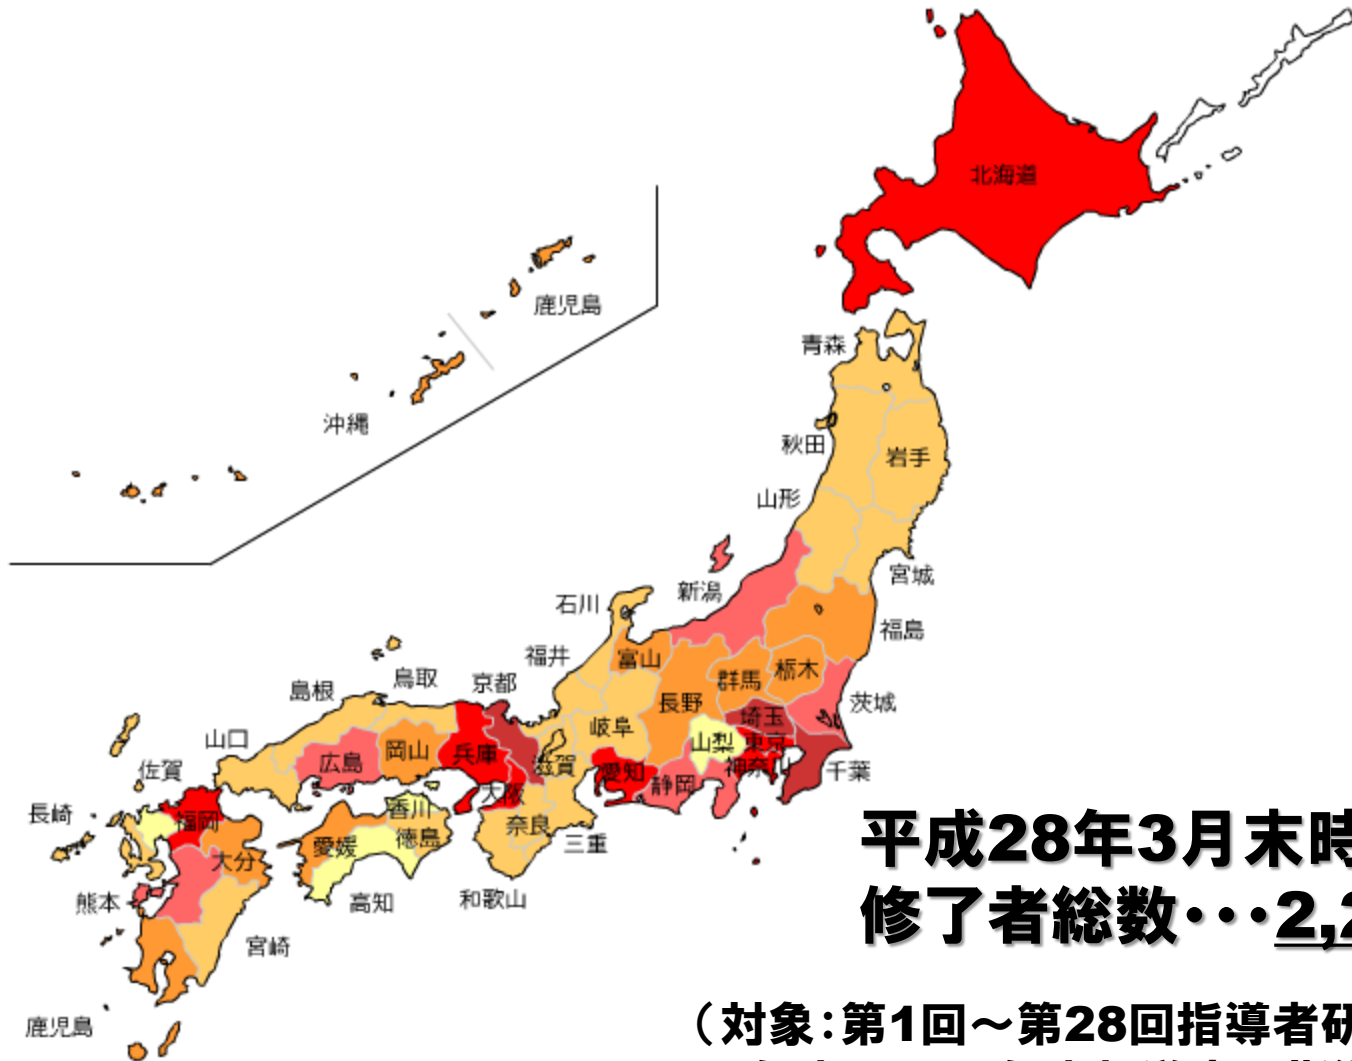 北海道
鹿児島
沖縄
青森
秋田
岩手
山形
宮城
新潟
石川
福島
福井
富山
群馬
栃木
長野
茨城
島根
鳥取
京都
埼玉
岐阜
山梨
東京
山口
広島
岡山
兵庫
滋賀
愛知
神奈
千葉
静岡
佐賀
大阪
長崎
福岡
香川
奈良
愛媛
徳島
三重
大分
熊本
高知
和歌山
宮崎
鹿児島
平成28年3月末時
修了者総数・・・2,2
（対象：第1回～第28回指導者研